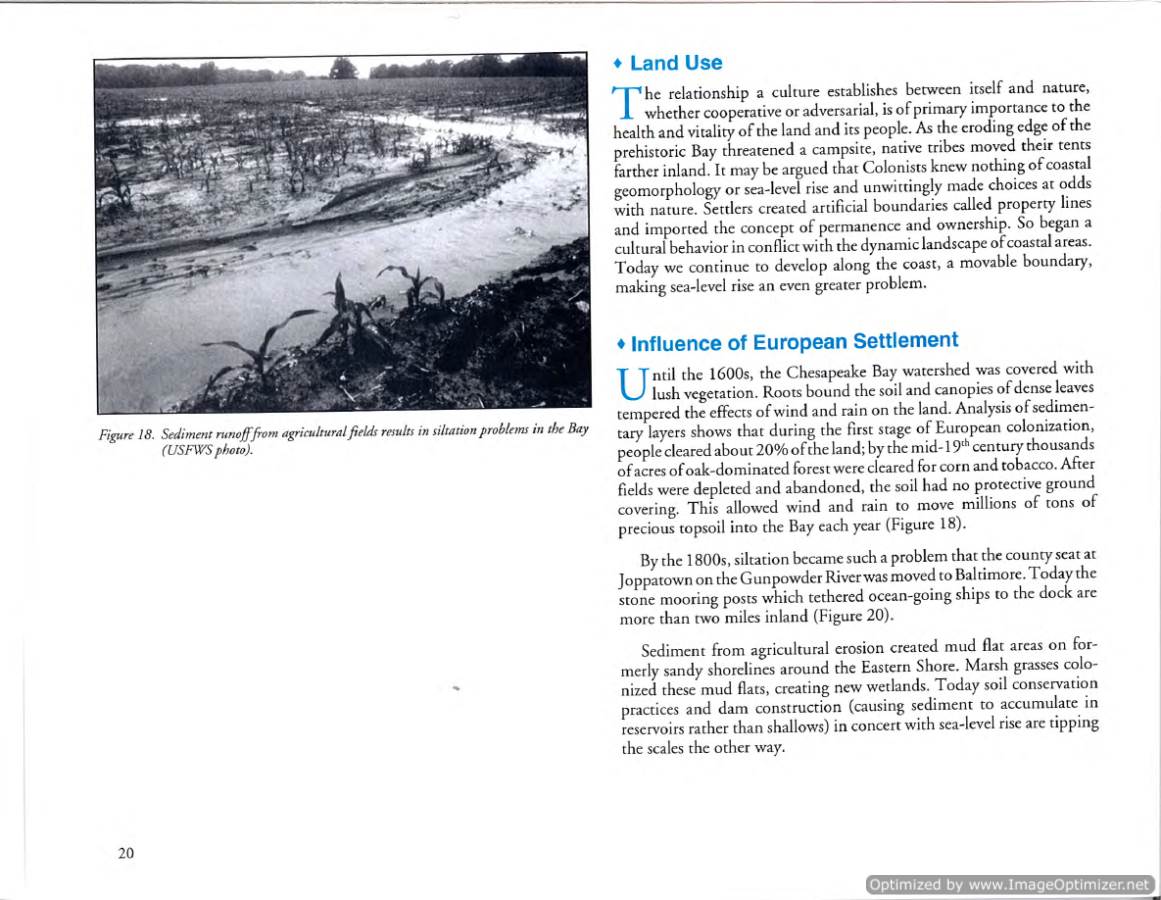 Figure 18. Sediment runoff from agricultural fields results in siltation problems in the Bay
(USFWS photo).
♦ Land Use
The relationship a culture establishes between itself and nature,
whether cooperative or adversarial, is of primary importance to the
health and vitality of the land and its people. As the eroding edge of the
prehistoric Bay threatened a campsite, native tribes moved their tents
farther inland. It may be argued that Colonists knew nothing of coastal
geomorphology or sea-level rise and unwittingly made choices at odds
with nature. Settlers created artificial boundaries called property lines
and imported the concept of permanence and ownership. So began a
cultural behavior in conflict with the dynamic landscape of coastal areas.
Today we continue to develop along the coast, a movable boundary,
making sea-level rise an even greater problem.
♦ Influence of European Settlement
Until the 1600s, the Chesapeake Bay watershed was covered with
lush vegetation. Roots bound the soil and canopies of dense leaves
tempered the effects of wind and rain on the land. Analysis of sedimen-
tary layers shows that during the first stage of European colonization,
people cleared about 20% of the land; by the mid-19th century thousands
of acres of oak-dominated forest were cleared for corn and tobacco. After
fields were depleted and abandoned, the soil had no protective ground
covering. This allowed wind and rain to move millions of tons of
precious topsoil into the Bay each year (Figure 18).
By the 1800s, siltation became such a problem that the county seat at
Joppatown on the Gunpowder River was moved to Baltimore. Today the
stone mooring posts which tethered ocean-going ships to the dock are
more than two miles inland (Figure 20).
Sediment from agricultural erosion created mud flat areas on for-
merly sandy shorelines around the Eastern Shore. Marsh grasses colo-
nized these mud flats, creating new wetlands. Today soil conservation
practices and dam construction (causing sediment to accumulate in
reservoirs rather than shallows) in concert with sea-level rise are tipping
the scales the other way.
20
Optimized by www.ImageOptimizer.net